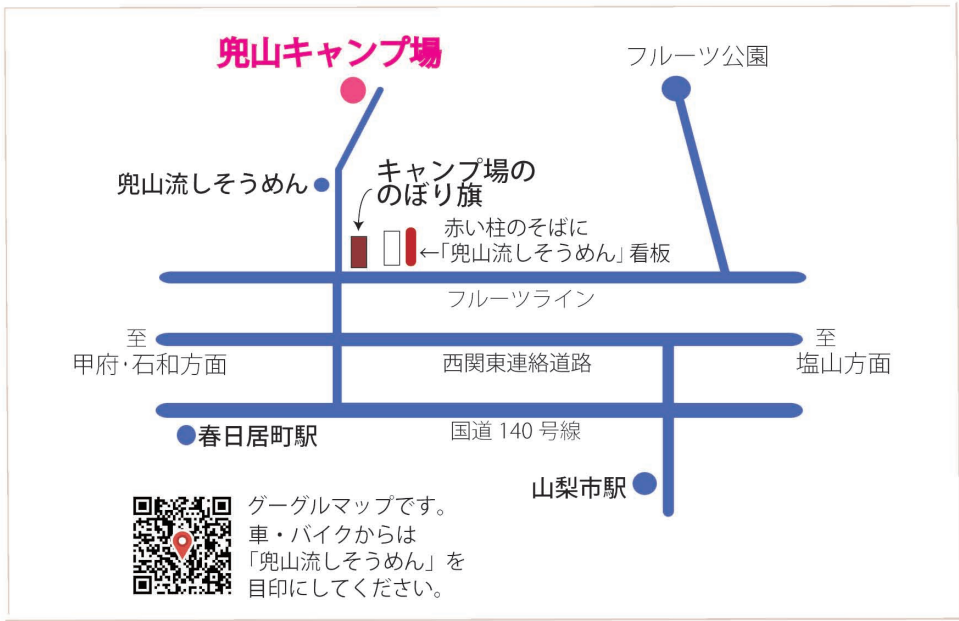 兜山キャンプ場
フルーツ公園
兜山流しそうめん
キャンプ場の
のぼり旗
赤い柱のそばに
←「兜山流しそうめん」看板
フルーツライン
至
甲府・石和方面
西関東連絡道路
至
塩山方面
春日居町駅
国道 140 号線
山梨市駅
グーグルマップです。
車・バイクからは
「兜山流しそうめん」を
目印にしてください。